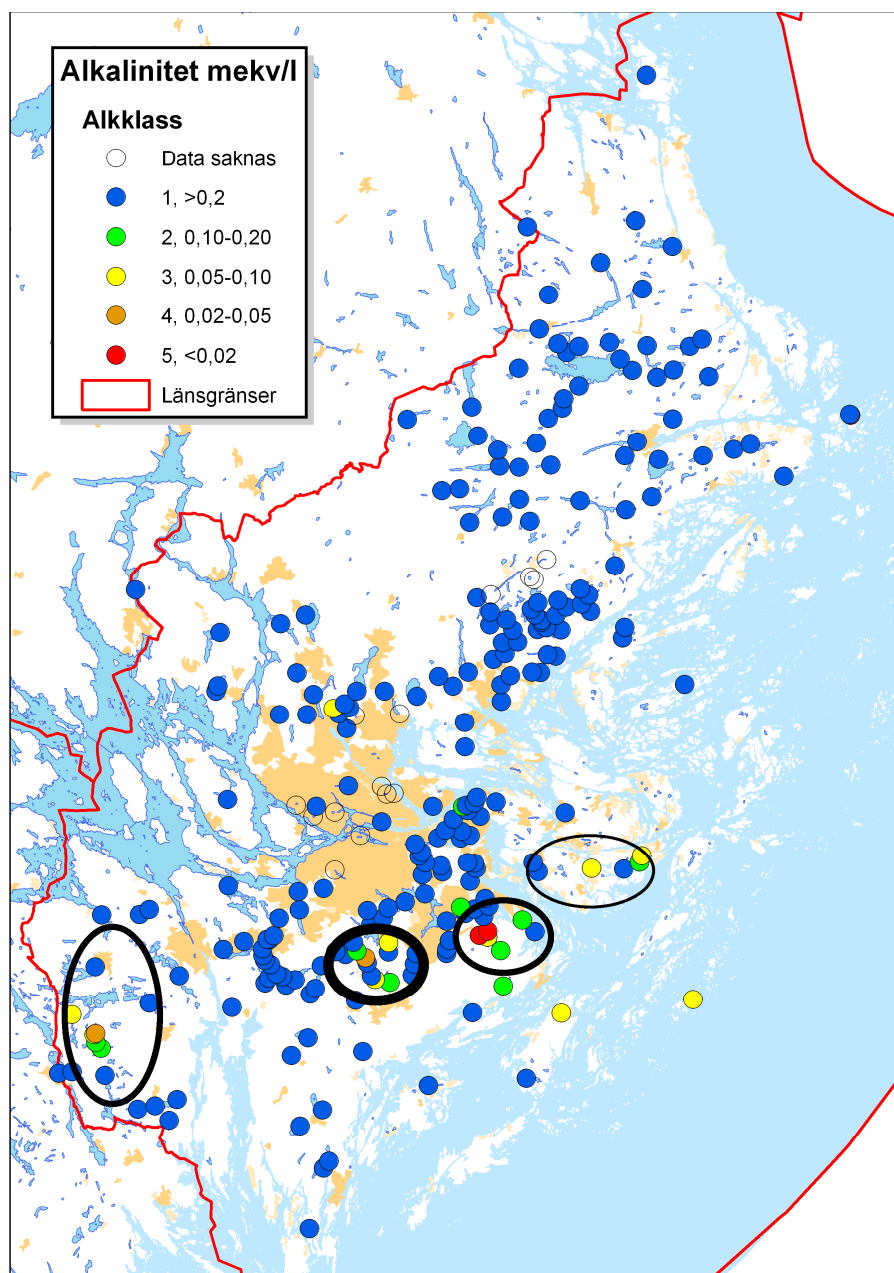 Alkalinitet mekv/l
Alkklass
Data saknas
1, >0,2
2, 0,10-0,20
3, 0,05-0,10
4, 0,02-0,05
5, <0,02
Länsgränser